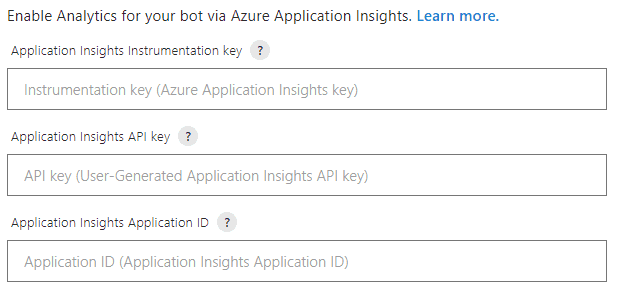 Enable Analytics for your bot via Azure Application Insights. Learn more.
Application Insights Instrumentation key ?
Instrumentation key (Azure Application Insights key)
Application Insights API key ?
API key (User-Generated Application Insights API key)
Application Insights Application ID ?
Application ID (Application Insights Application ID)